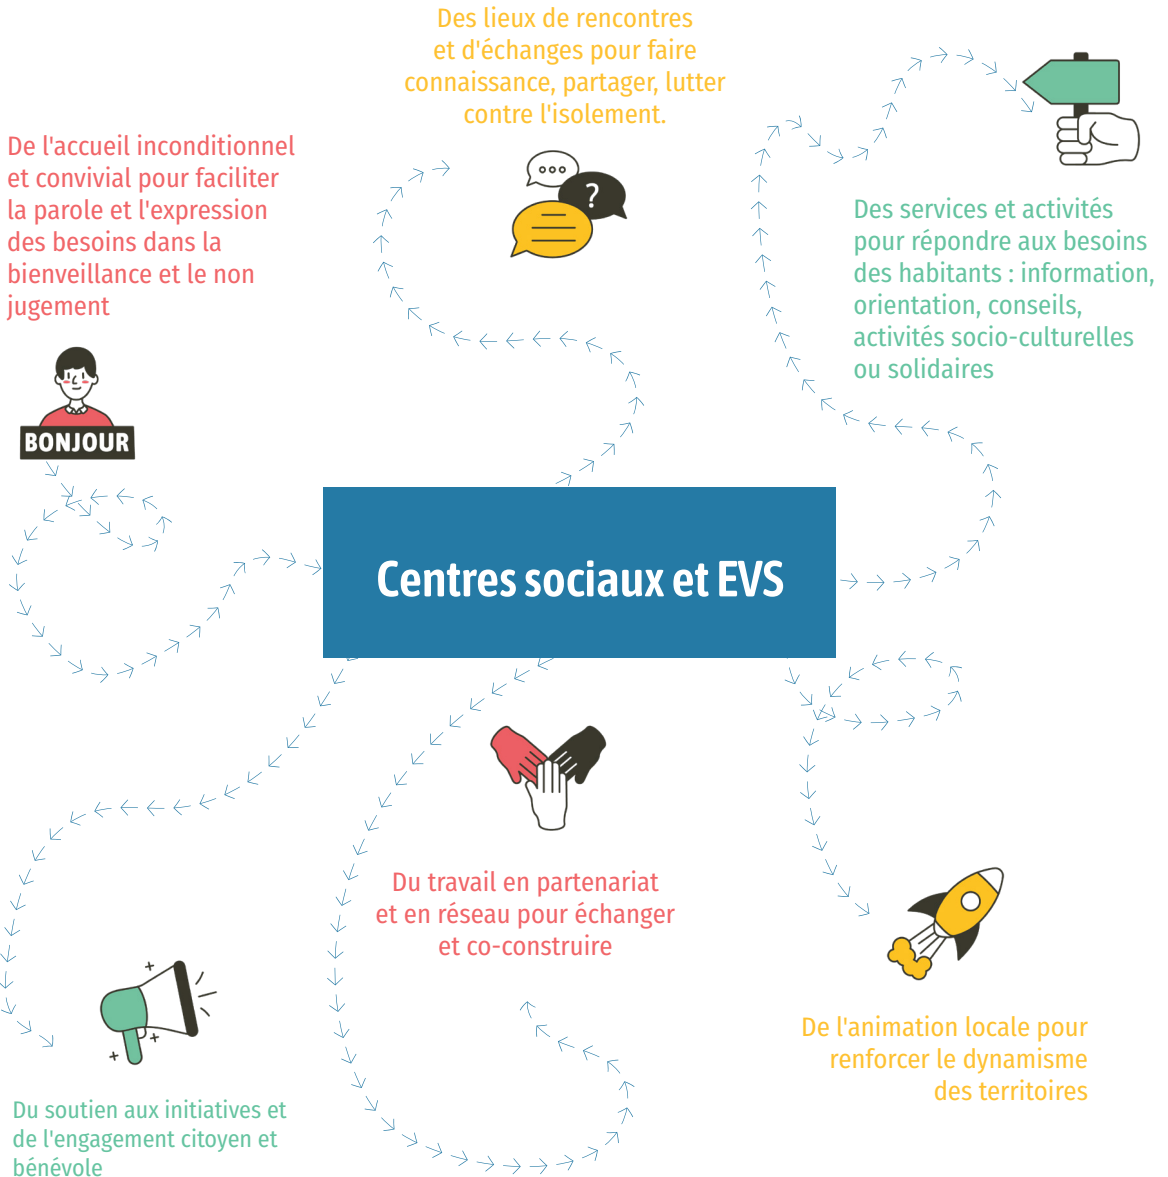 Des lieux de rencontres
et d'échanges pour faire
connaissance, partager, lutter
contre l'isolement.
De l'accueil inconditionnel
et convivial pour faciliter
la parole et l'expression
des besoins dans la
bienveillance et le non
jugement
?
Des services et activités
pour répondre aux besoins
des habitants : information,
orientation, conseils,
activités socio-culturelles
ou solidaires
BONJOUR
Centres sociaux et EVS
Du travail en partenariat
et en réseau pour échanger
et co-construire
De l'animation locale pour
renforcer le dynamisme
des territoires
Du soutien aux initiatives et
de l'engagement citoyen et
bénévole